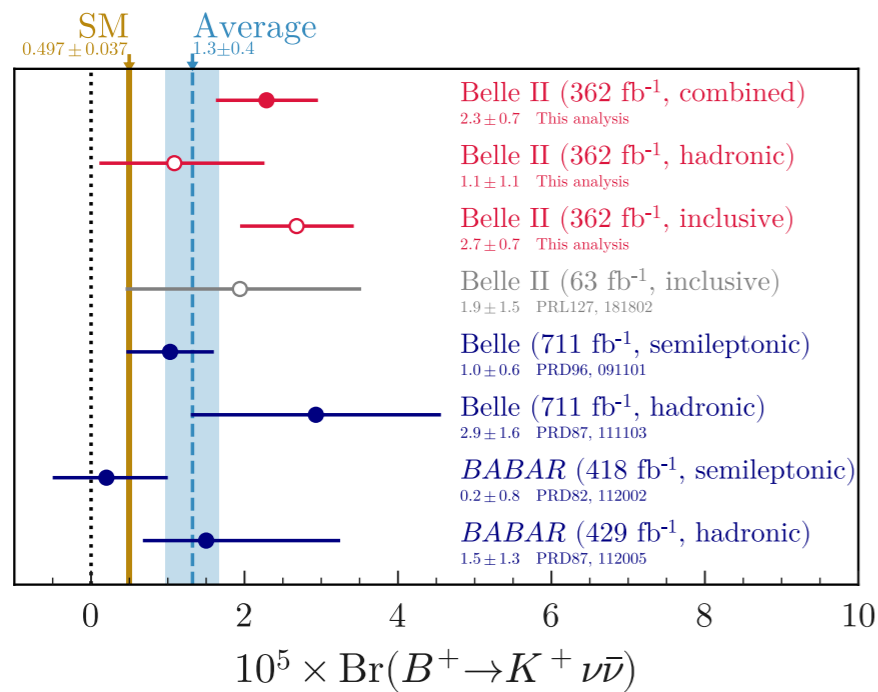 SM Average
0.497 ± 0.037 1.3±0.4
Belle II (362 fb⁻¹, combined)
2.3 ± 0.7 This analysis
Belle II (362 fb⁻¹, hadronic)
1.1 ± 1.1 This analysis
Belle II (362 fb⁻¹, inclusive)
2.7 ± 0.7 This analysis
Belle II (63 fb⁻¹, inclusive)
1.9 ± 1.5 PRL127, 181802
Belle (711 fb⁻¹, semileptonic)
1.0 ± 0.6 PRD96, 091101
Belle (711 fb⁻¹, hadronic)
2.9 ± 1.6 PRD87, 111103
BABAR (418 fb⁻¹, semileptonic)
0.2 ± 0.8 PRD82, 112002
BABAR (429 fb⁻¹, hadronic)
1.5 ± 1.3 PRD87, 112005
0 2 4 6 8 10
10⁵ × Br(B⁺→K⁺νν̄)